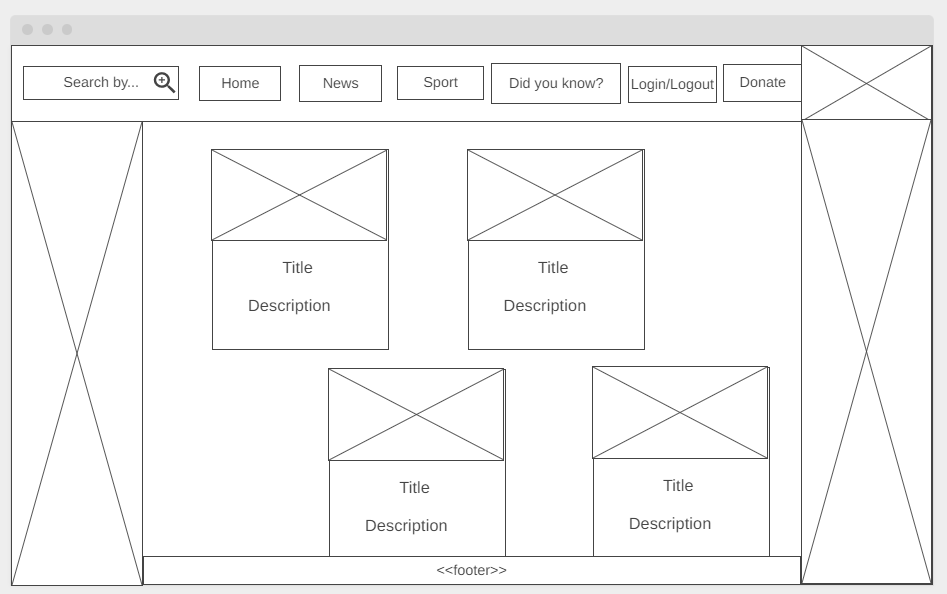 Search by...
Home
News
Sport
Did you know?
Login/Logout
Donate
Title
Description
Title
Description
Title
Description
Title
Description
<<footer>>